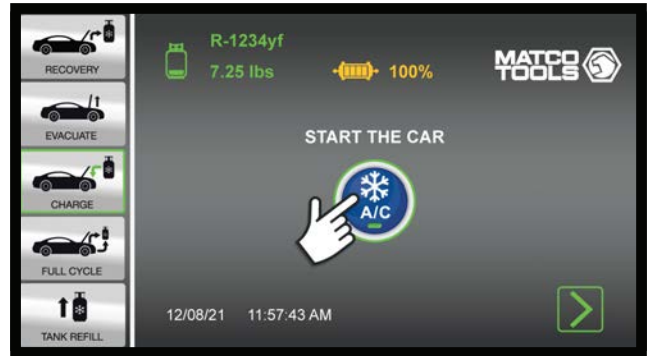 RECOVERY
EVACUATE
CHARGE
FULL CYCLE
TANK REFILL
R-1234yf
7.25 lbs
100%
MATCO
TOOLS
START THE CAR
A/C
12/08/21 11:57:43 AM